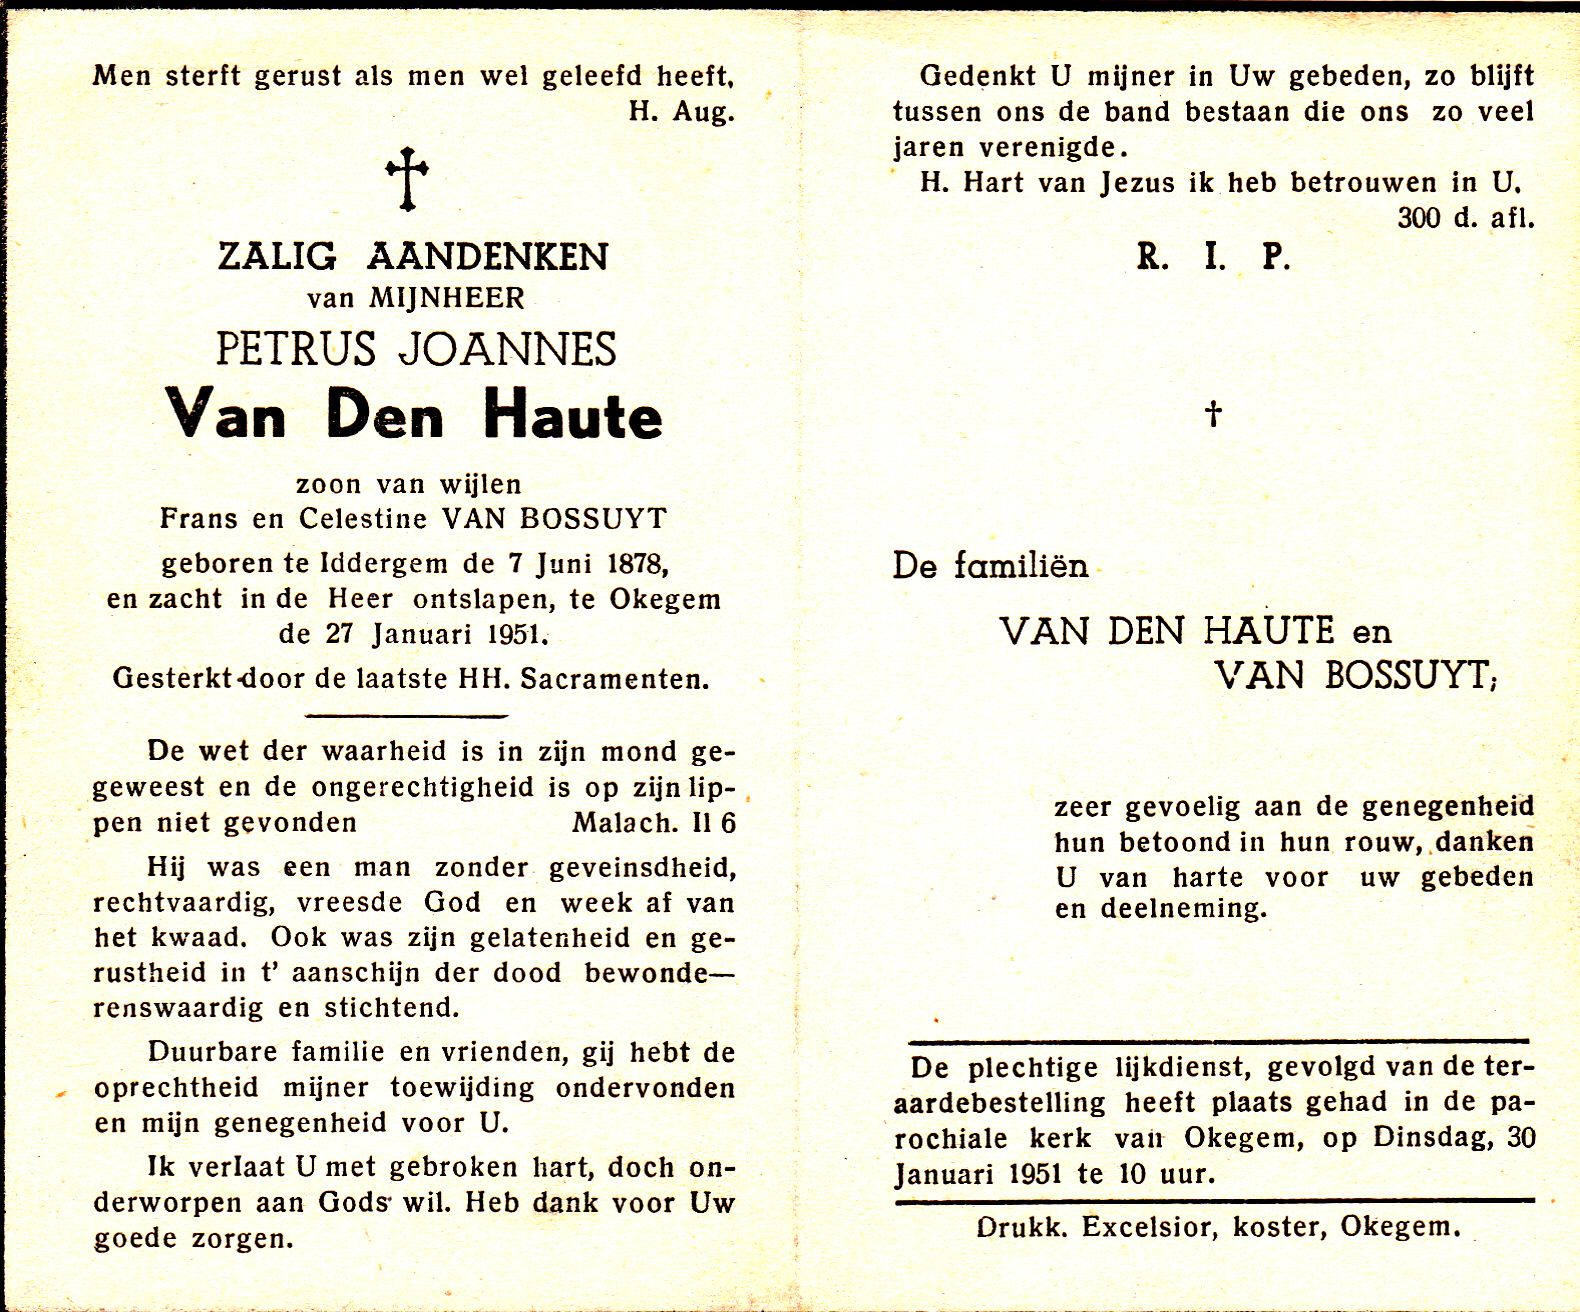 Men sterft gerust als men wel geleefd heeft,
H. Aug.
ZALIG AANDENKEN
van MIJNHEER
PETRUS JOANNES
Van Den Haute
zoon van wijlen
Frans en Celestine VAN BOSSUYT
geboren te Iddergem de 7 Juni 1878,
en zacht in de Heer ontslapen, te Okegem
de 27 Januari 1951.
Gesterkt door de laatste HH. Sacramenten.
De wet der waarheid is in zijn mond ge-
geweest en de ongerechtigheid is op zijn lip-
pen niet gevonden Malach. II 6
Hij was een man zonder geveinsdheid,
rechtvaardig, vreesde God en week af van
het kwaad. Ook was zijn gelatenheid en ge-
rustheid in t' aanschijn der dood bewonde—
renswaardig en stichtend.
Duurbare familie en vrienden, gij hebt de
oprechtheid mijner toewijding ondervonden
en mijn genegenheid voor U.
Ik verlaat U met gebroken hart, doch on-
derworpen aan Gods wil. Heb dank voor Uw
goede zorgen.
Gedenkt U mijner in Uw gebeden, zo blijft
tussen ons de band bestaan die ons zo veel
jaren verenigde.
H. Hart van Jezus ik heb betrouwen in U.
300 d. afl.
R. I. P.
De familiën
VAN DEN HAUTE en
VAN BOSSUYT;
zeer gevoelig aan de genegenheid
hun betoond in hun rouw, danken
U van harte voor uw gebeden
en deelneming.
De plechtige lijkdienst, gevolgd van de ter-
aardebestelling heeft plaats gehad in de pa-
rochiale kerk van Okegem, op Dinsdag, 30
Januari 1951 te 10 uur.
Drukk. Excelsior, koster, Okegem.